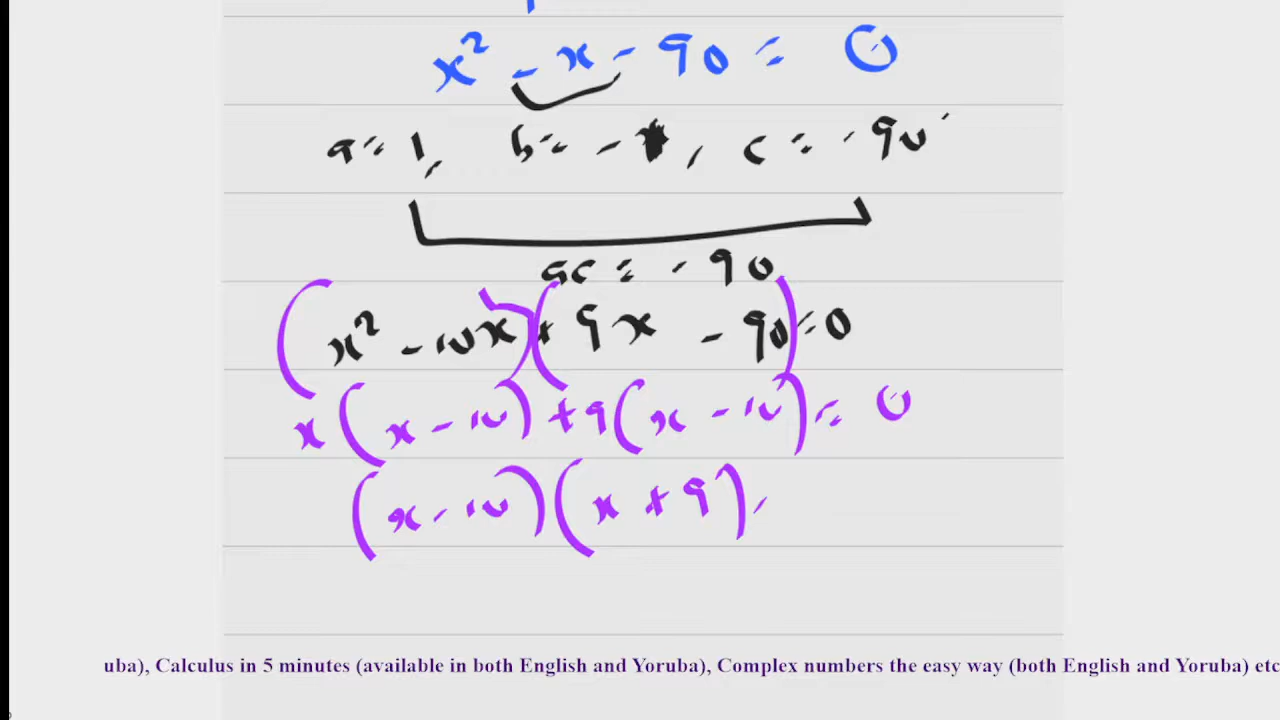 x² - x - 90 = 0
a = 1, b = -1, c = -90
ac = -90
(x² - 10x) + (9x - 90) = 0
x(x - 10) + 9(x - 10) = 0
(x - 10)(x + 9)
uba), Calculus in 5 minutes (available in both English and Yoruba), Complex numbers the easy way (both English and Yoruba) etc